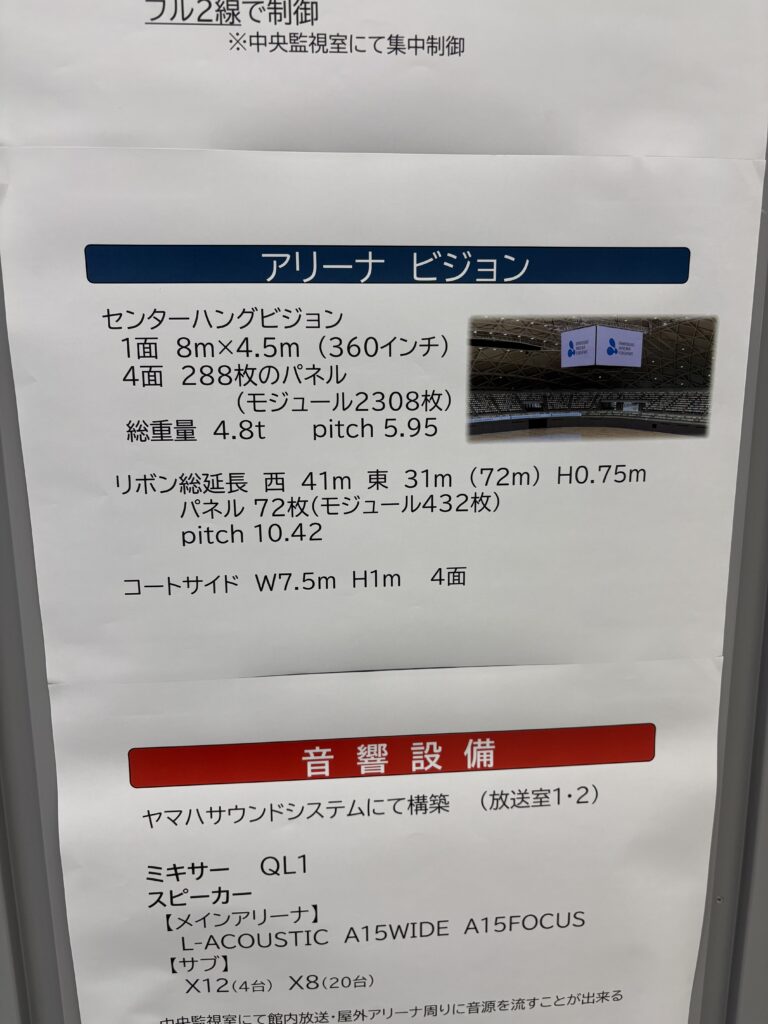 フル2線で制御
※中央監視室にて集中制御
アリーナ ビジョン
センターハングビジョン
1面 8m×4.5m (360インチ)
4面 288枚のパネル
(モジュール2308枚)
総重量 4.8t pitch 5.95
リボン総延長 西 41m 東 31m (72m) H0.75m
パネル 72枚(モジュール432枚)
pitch 10.42
コートサイド W7.5m H1m 4面
音響設備
ヤマハサウンドシステムにて構築 (放送室1・2)
ミキサー QL1
スピーカー
【メインアリーナ】
L-ACOUSTIC A15WIDE A15FOCUS
【サブ】
X12(4台) X8(20台)
中央監視室にて館内放送・屋外アリーナ周りに音源を流すことが出来る